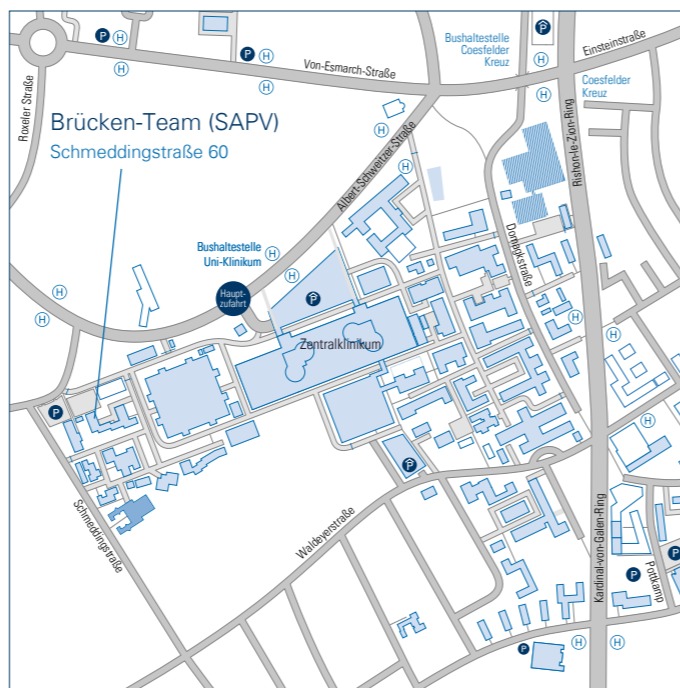 P
H
H
P
H
H
Von-Esmarch-Straße
Bushaltestelle
Coesfelder
Kreuz
P
H
H
Einsteinstraße
Coesfelder
Kreuz
Roxeler Straße
Brücken-Team (SAPV)
Schmeddingstraße 60
H
H
Albert-Schweitzer-Straße
Rishon-le-Zion-Ring
Domagkstraße
Bushaltestelle
Uni-Klinikum
H
H
Haupt-
zufahrt
P
H
H
H
Zentralklinikum
P
H
P
Schmeddingstraße
Waldeyerstraße
Kardinal-von-Galen-Ring
Pottkamp
P
P
P
H
H